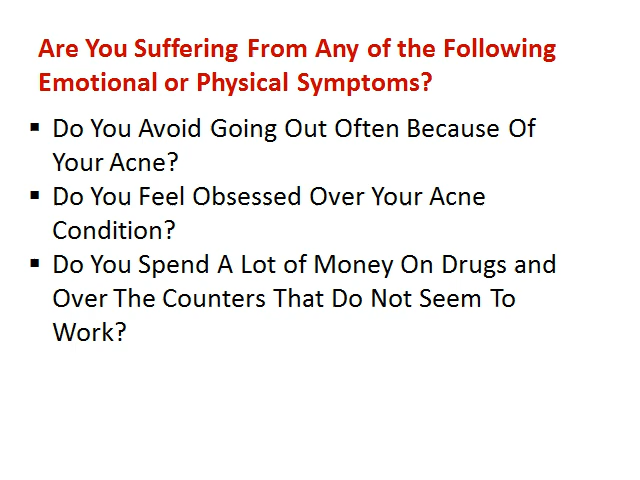 Are You Suffering From Any of the Following
Emotional or Physical Symptoms?
▪ Do You Avoid Going Out Often Because Of
Your Acne?
▪ Do You Feel Obsessed Over Your Acne
Condition?
▪ Do You Spend A Lot of Money On Drugs and
Over The Counters That Do Not Seem To
Work?